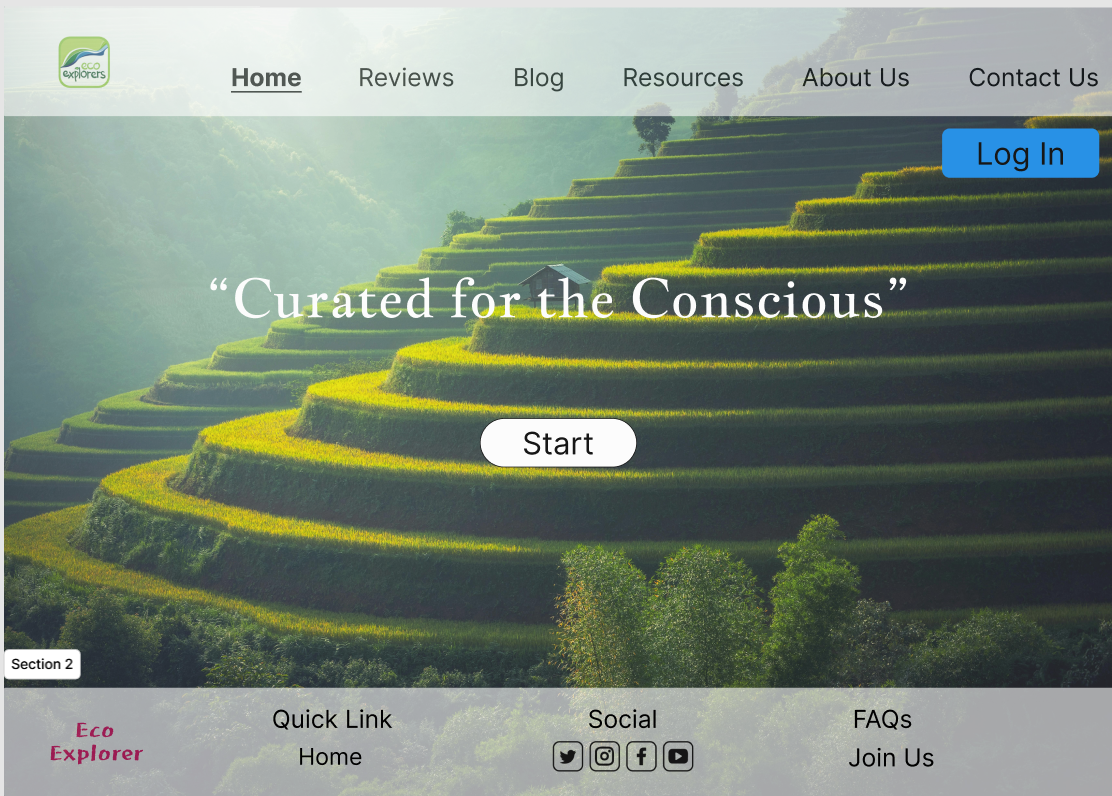 eco
explorers
Home Reviews Blog Resources About Us Contact Us
Log In
“Curated for the Conscious”
Start
Section 2
Eco
Explorer
Quick Link
Home
Social
FAQs
Join Us